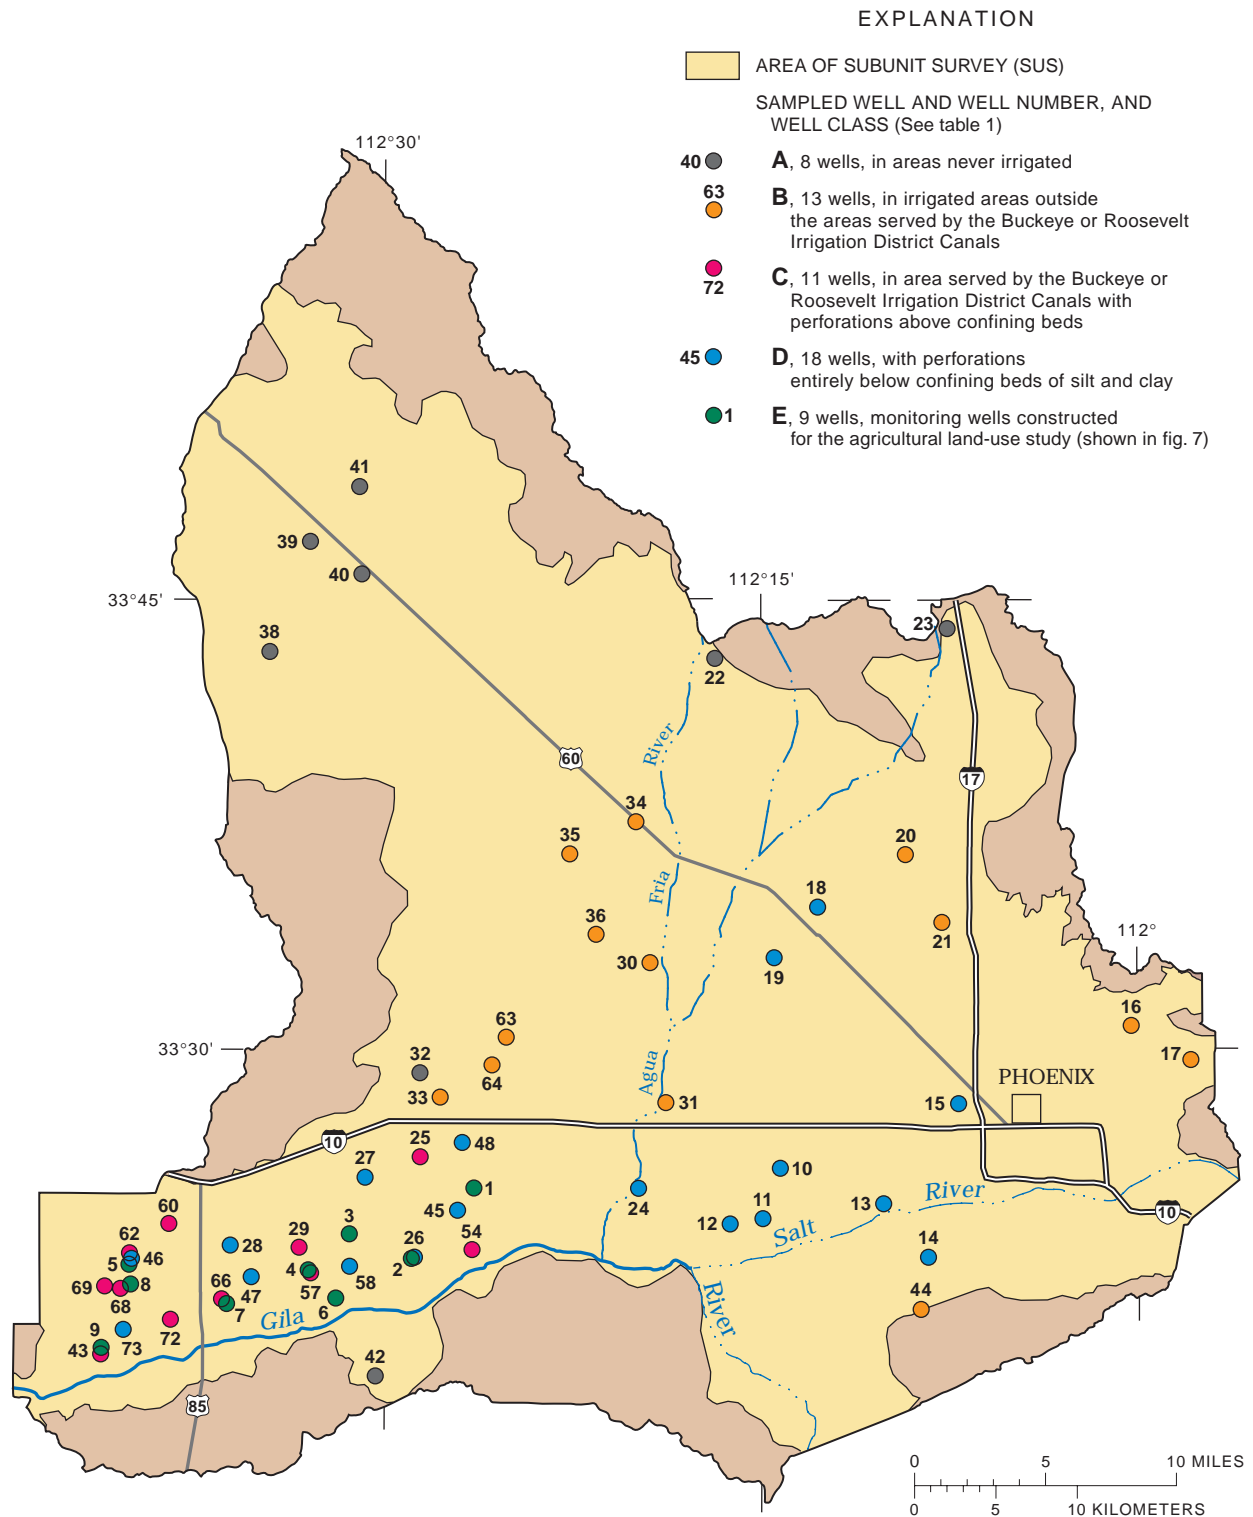 EXPLANATION
AREA OF SUBUNIT SURVEY (SUS)
SAMPLED WELL AND WELL NUMBER, AND
WELL CLASS (See table 1)
40 A, 8 wells, in areas never irrigated
63 B, 13 wells, in irrigated areas outside
the areas served by the Buckeye or Roosevelt
Irrigation District Canals
72 C, 11 wells, in area served by the Buckeye or
Roosevelt Irrigation District Canals with
perforations above confining beds
45 D, 18 wells, with perforations
entirely below confining beds of silt and clay
1 E, 9 wells, monitoring wells constructed
for the agricultural land-use study (shown in fig. 7)
112°30'
41
39
40
33°45'
112°15'
38
23
22
River
60
17
34
35
20
Fria
18
36
21
112°
30
19
16
63
33°30'
32
17
64
Agua
33
31
PHOENIX
15
10
25
48
27
10
1
24
River
60
45
11
13
10
12
3
Salt
62
29
54
14
46
28
26
5
4
2
8
69
57
58
66
47
68
7
6
44
River
Gila
72
9
73
43
42
85
0 5 10 MILES
0 5 10 KILOMETERS